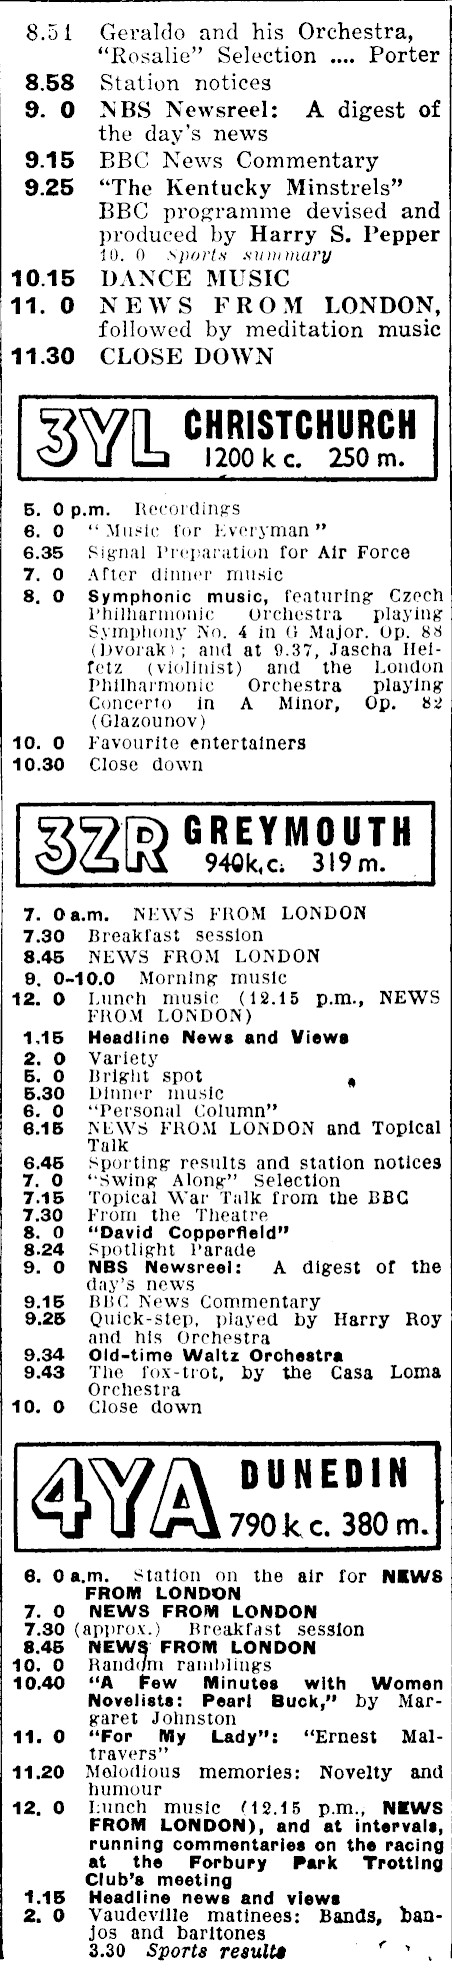 8.51 Geraldo and his Orchestra,
"Rosalie" Selection .... Porter
8.58 Station notices
9. 0 NBS Newsreel: A digest of
the day's news
9.15 BBC News Commentary
9.25 "The Kentucky Minstrels"
BBC programme devised and
produced by Harry S. Pepper
10. 0 Sports summary
10.15 DANCE MUSIC
11. 0 NEWS FROM LONDON,
followed by meditation music
11.30 CLOSE DOWN
3YL CHRISTCHURCH
1200 k c. 250 m.
5. 0 p.m. Recordings
6. 0 "Music for Everyman"
6.35 Signal Preparation for Air Force
7. 0 After dinner music
8. 0 Symphonic music, featuring Czech
Philharmonic Orchestra playing
Symphony No. 4 in G Major. Op. 88
(Dvorak); and at 9.37, Jascha Hei-
fetz (violinist) and the London
Philharmonic Orchestra playing
Concerto in A Minor, Op. 82
(Glazounov)
10. 0 Favourite entertainers
10.30 Close down
3ZR GREYMOUTH
940k.c. 319 m.
7. 0 a.m. NEWS FROM LONDON
7.30 Breakfast session
8.45 NEWS FROM LONDON
9. 0-10.0 Morning music
12. 0 Lunch music (12.15 p.m., NEWS
FROM LONDON)
1.15 Headline News and Views
2. 0 Variety
5. 0 Bright spot
5.30 Dinner music
6. 0 "Personal Column"
6.15 NEWS FROM LONDON and Topical
Talk
6.45 Sporting results and station notices
7. 0 "Swing Along" Selection
7.15 Topical War Talk from the BBC
7.30 From the Theatre
8. 0 "David Copperfield"
8.24 Spotlight Parade
9. 0 NBS Newsreel: A digest of the
day's news
9.15 BBC News Commentary
9.25 Quick-step, played by Harry Roy
and his Orchestra
9.34 Old-time Waltz Orchestra
9.43 The fox-trot, by the Casa Loma
Orchestra
10. 0 Close down
4YA DUNEDIN
790 k.c. 380 m.
6. 0 a.m. Station on the air for NEWS
FROM LONDON
7. 0 NEWS FROM LONDON
7.30 (approx.) Breakfast session
8.45 NEWS FROM LONDON
10. 0 Random ramblings
10.40 "A Few Minutes with Women
Novelists: Pearl Buck," by Mar-
garet Johnston
11. 0 "For My Lady": "Ernest Mal-
travers"
11.20 Melodious memories: Novelty and
humour
12. 0 Lunch music (12.15 p.m., NEWS
FROM LONDON), and at intervals,
running commentaries on the racing
at the Forbury Park Trotting
Club's meeting
1.15 Headline news and views
2. 0 Vaudeville matinees: Bands, ban-
jos and baritones
3.30 Sports results